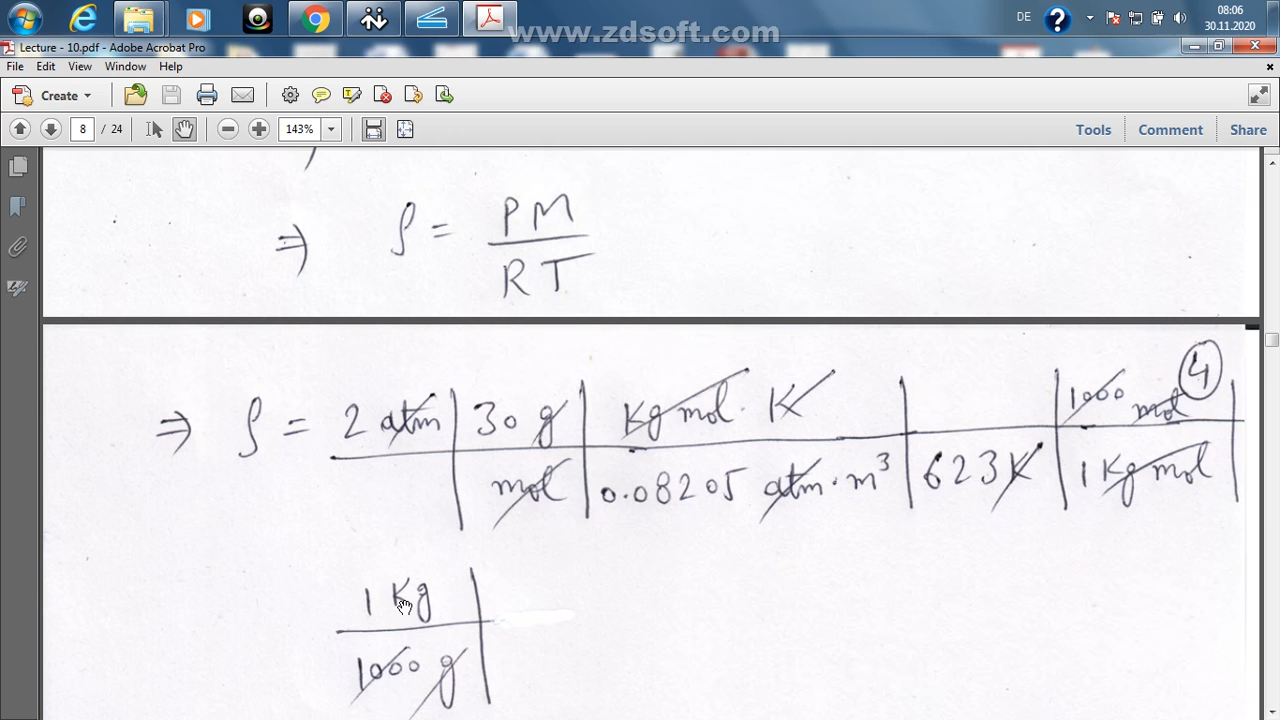 www.zdsoft.com
DE
08:06
30.11.2020
Lecture - 10.pdf - Adobe Acrobat Pro
File Edit View Window Help
Create
8 / 24
143%
Tools Comment Share
⇒ ρ = PM
RT
4
⇒ ρ = 2 atm | 30 g | Kg mol · K | | 1000 mol |
mol | 0.08205 atm · m³ | 623 K | 1 Kg mol |
1 Kg |
1000 g |